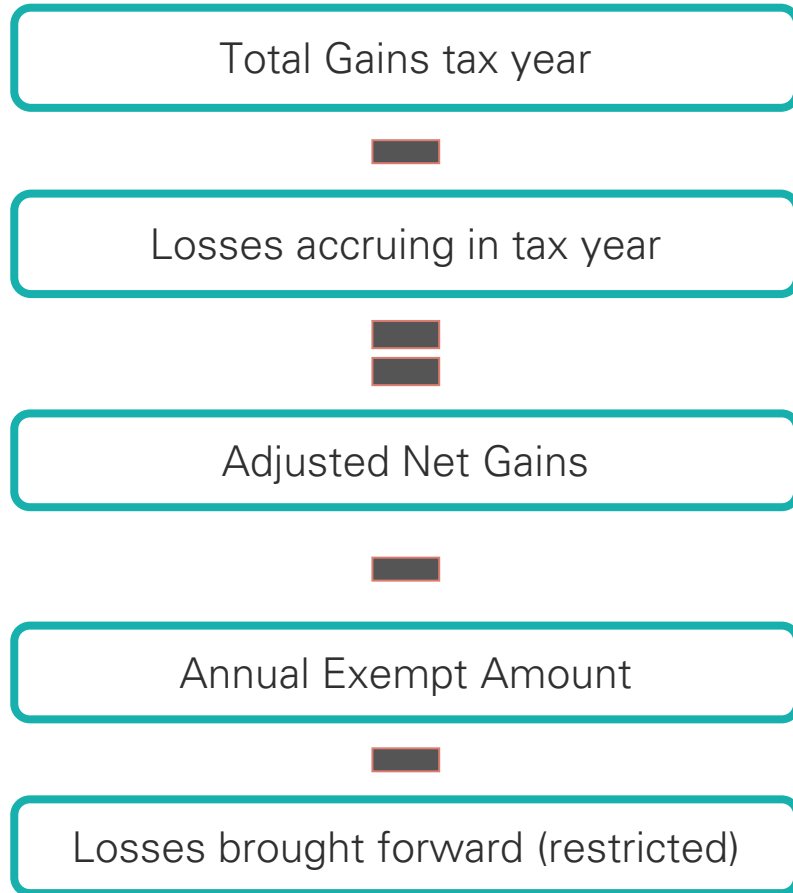 Total Gains tax year
Losses accruing in tax year
Adjusted Net Gains
Annual Exempt Amount
Losses brought forward (restricted)